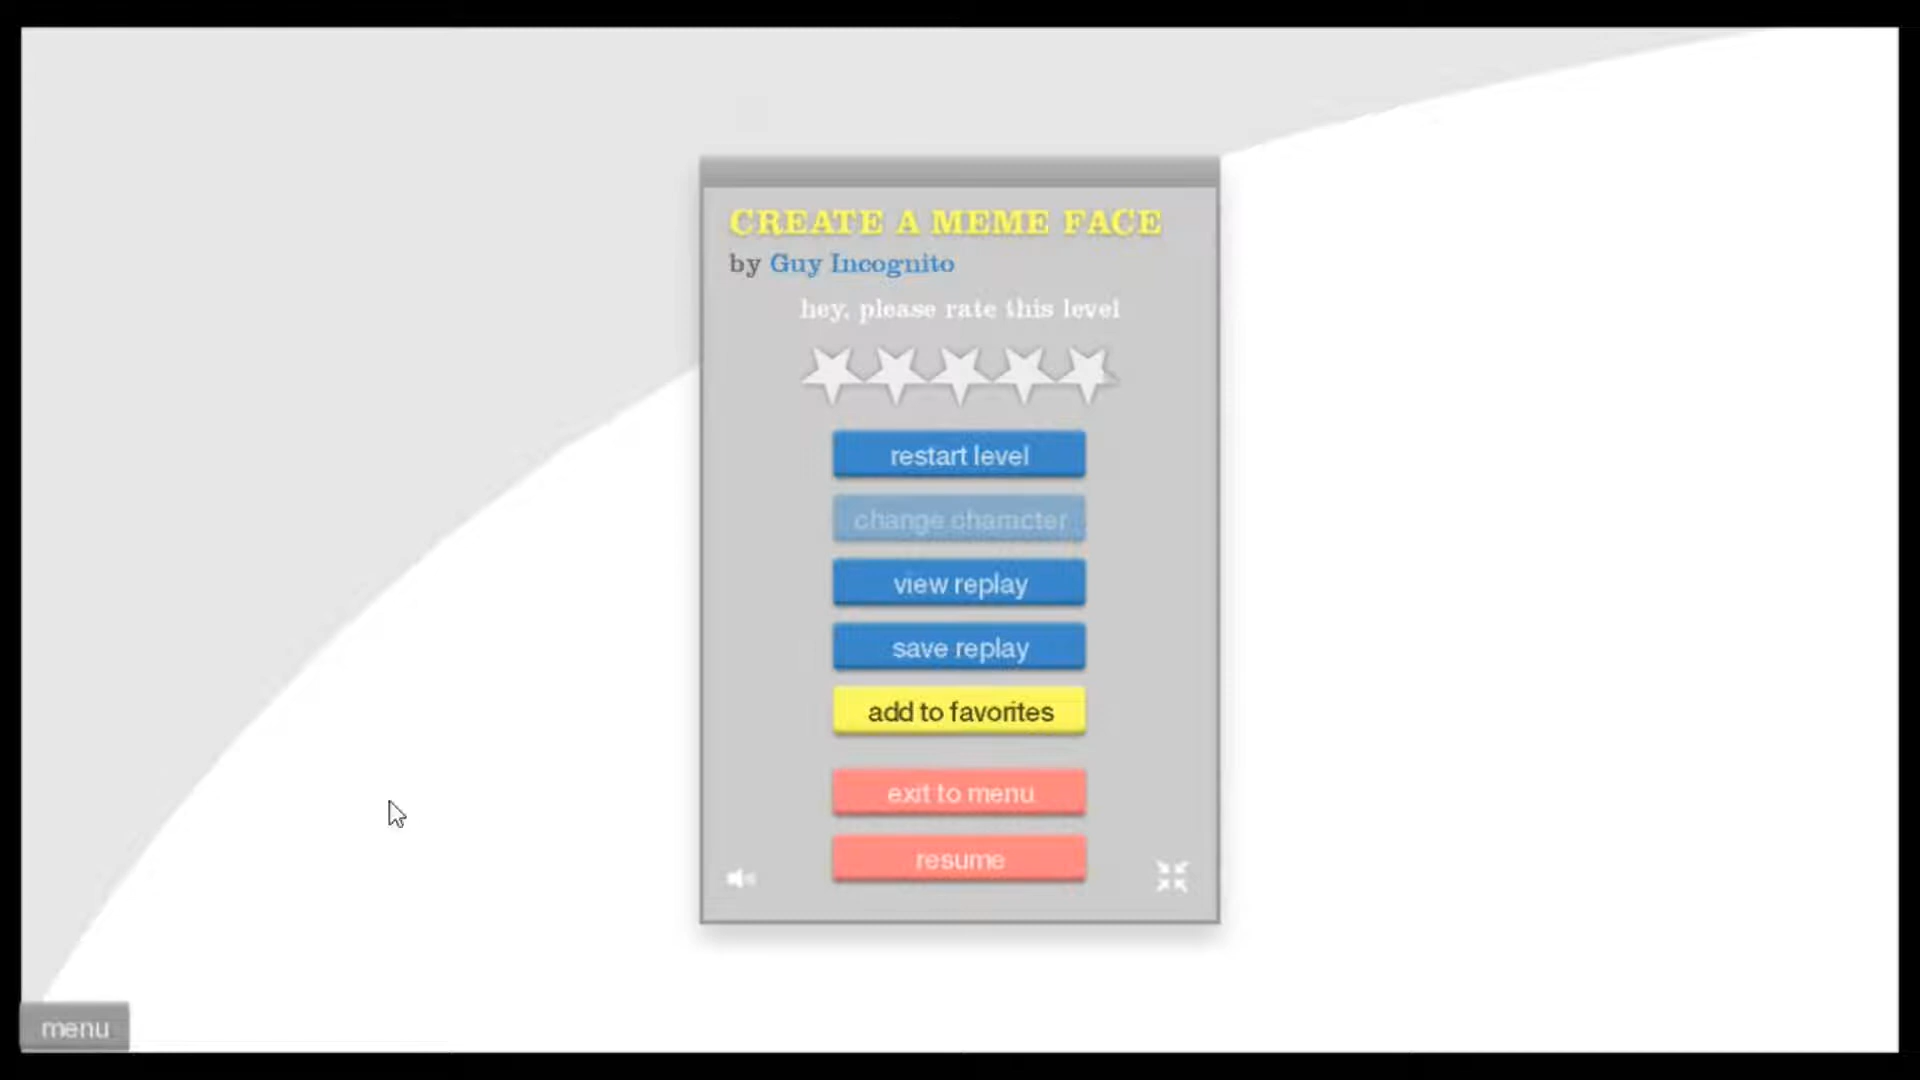 CREATE A MEME FACE
by Guy Incognito
hey, please rate this level
restart level
change character
view replay
save replay
add to favorites
exit to menu
resume
menu